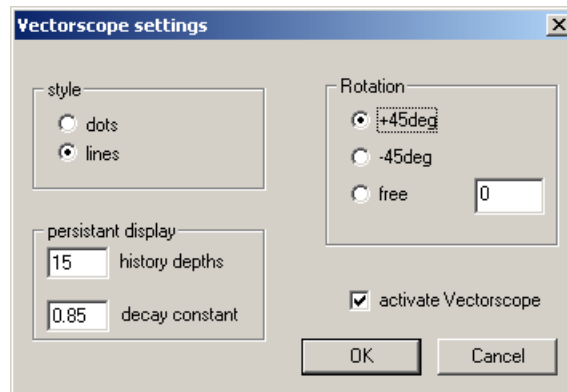 Vectorscope settings
style
dots
lines
persistant display
15 history depths
0.85 decay constant
Rotation
+45deg
-45deg
free 0
activate Vectorscope
OK Cancel